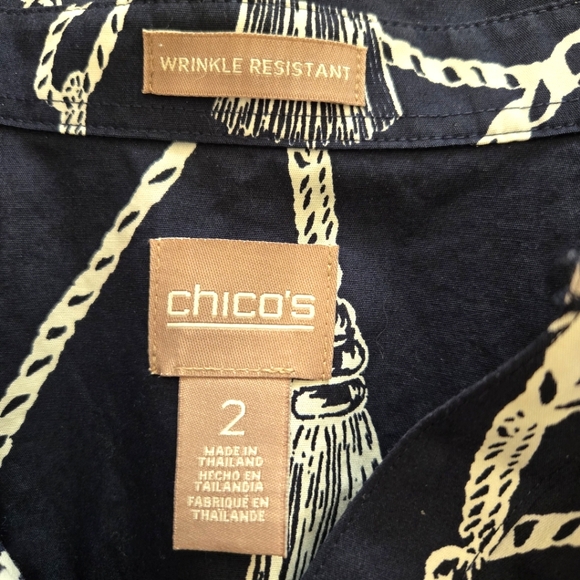 WRINKLE RESISTANT
chico's
2
MADE IN
THAILAND
HECHO EN
TAILANDIA
FABRIQUÉ EN
THAÏLANDE